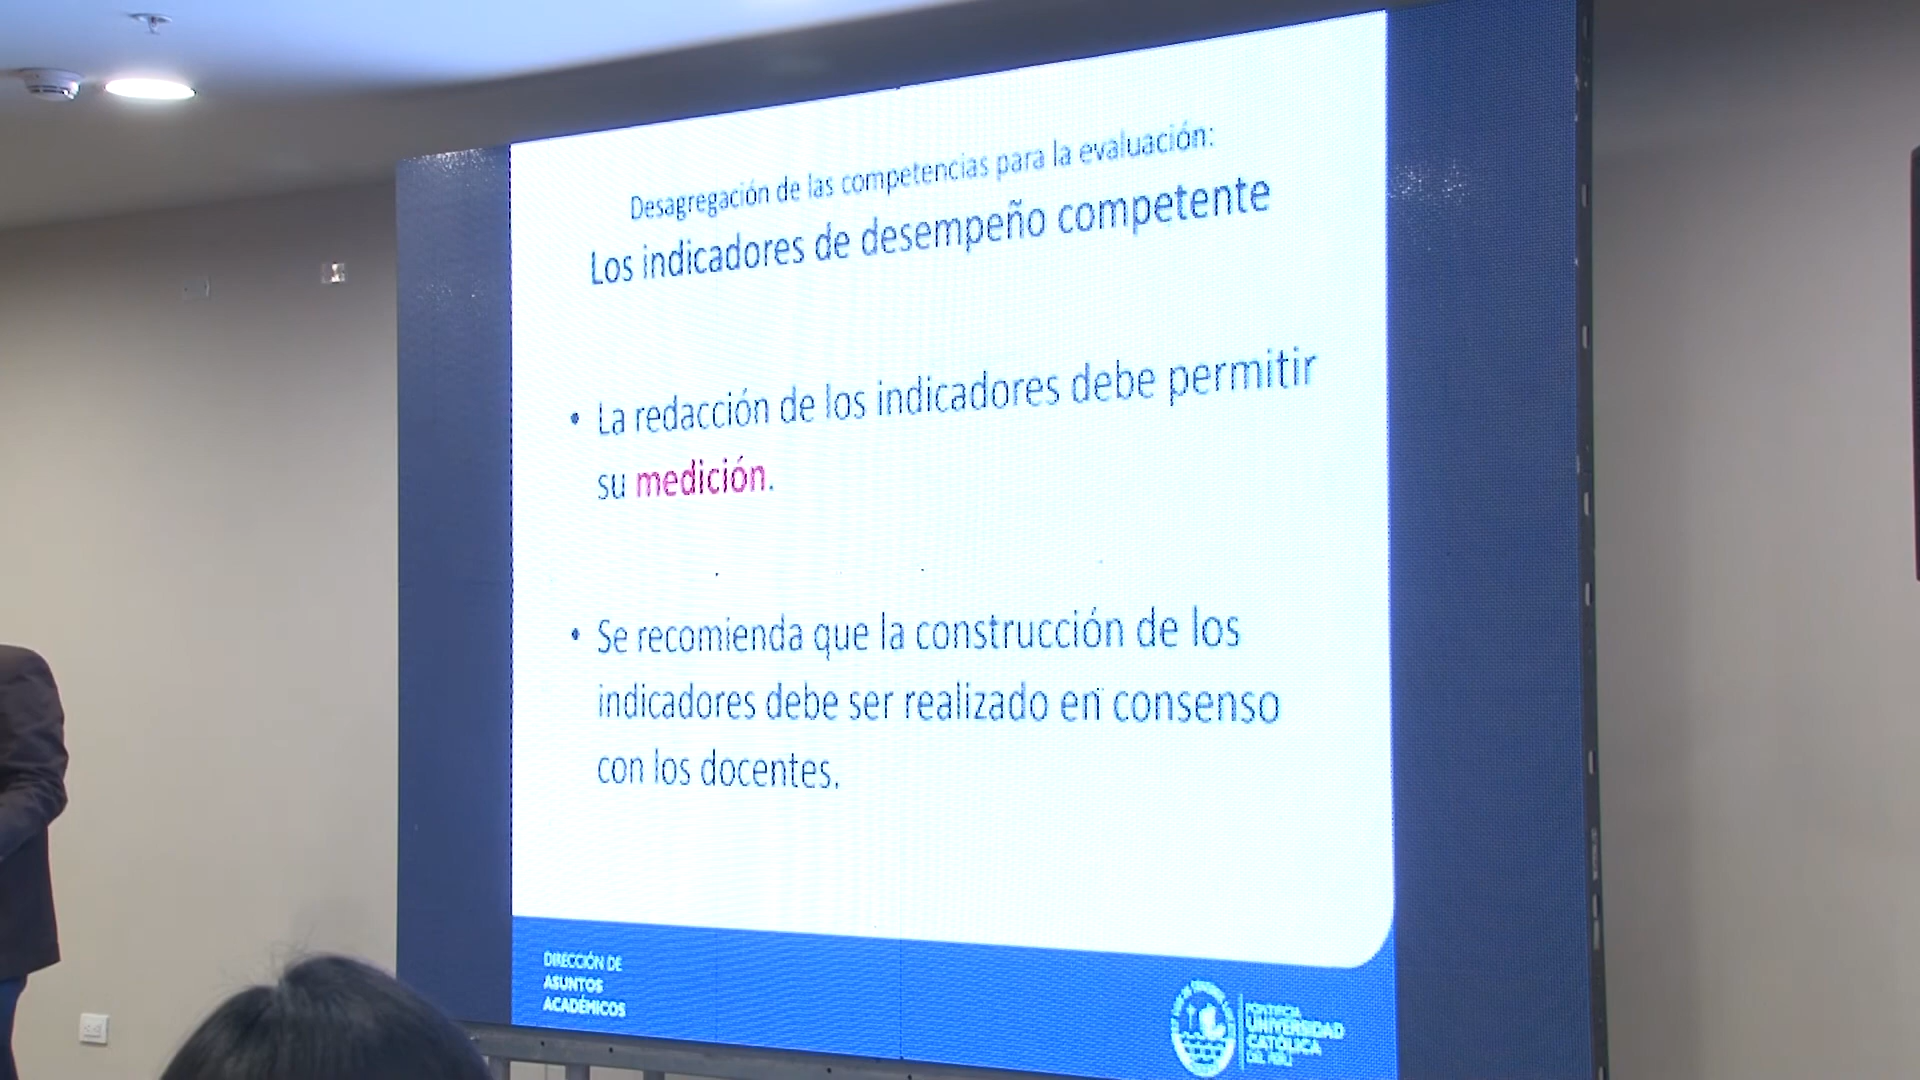 Desagregación de las competencias para la evaluación:
Los indicadores de desempeño competente
• La redacción de los indicadores debe permitir
su medición.
• Se recomienda que la construcción de los
indicadores debe ser realizado en consenso
con los docentes.
DIRECCIÓN DE
ASUNTOS
ACADÉMICOS
PONTIFICIA
UNIVERSIDAD
CATÓLICA
DEL PERÚ